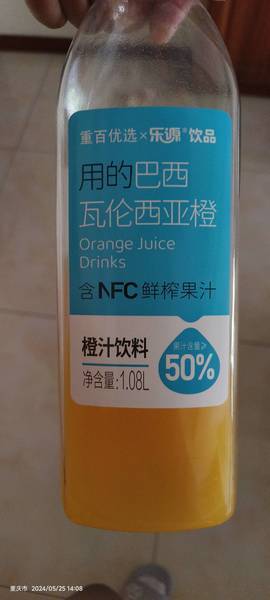 重百优选×乐源®饮品
用的巴西
瓦伦西亚橙
Orange Juice
Drinks
含NFC鲜榨果汁
橙汁饮料
净含量:1.08L
果汁含量≥
50%
重庆市 2024/05/25 14:08